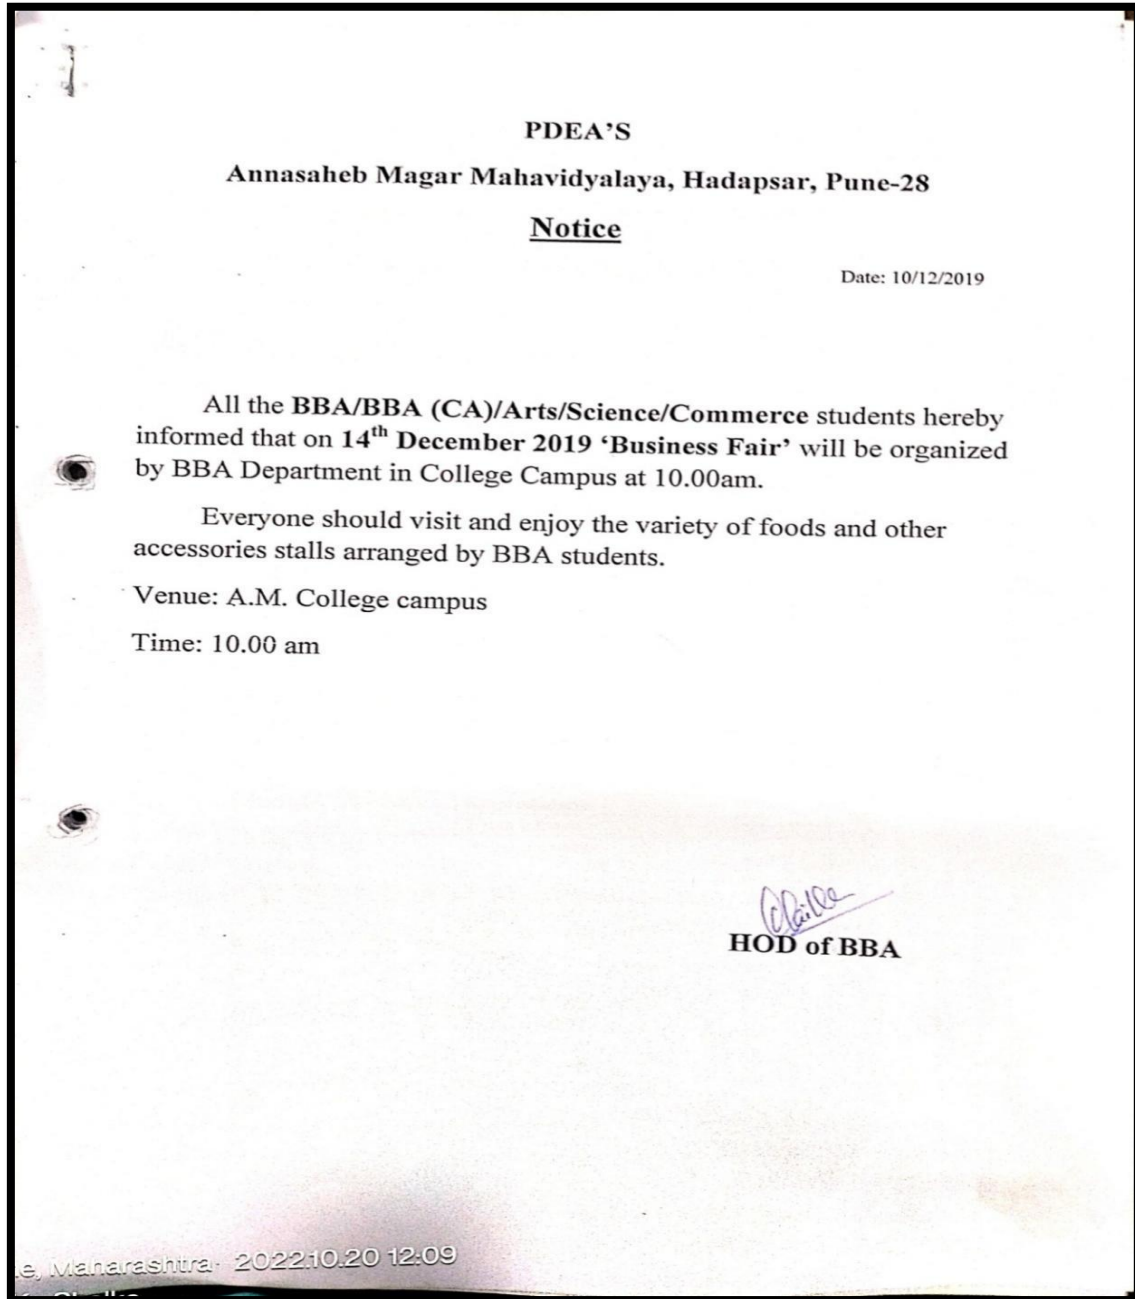 PDEA'S
Annasaheb Magar Mahavidyalaya, Hadapsar, Pune-28
Notice
Date: 10/12/2019
All the BBA/BBA (CA)/Arts/Science/Commerce students hereby
informed that on 14th December 2019 ‘Business Fair’ will be organized
by BBA Department in College Campus at 10.00am.
Everyone should visit and enjoy the variety of foods and other
accessories stalls arranged by BBA students.
Venue: A.M. College campus
Time: 10.00 am
HOD of BBA
e, Maharashtra 2022.10.20 12:09